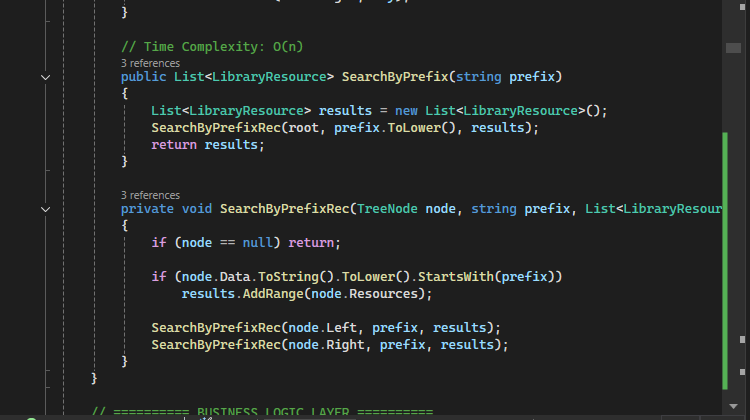 }
// Time Complexity: O(n)
3 references
public List<LibraryResource> SearchByPrefix(string prefix)
{
List<LibraryResource> results = new List<LibraryResource>();
SearchByPrefixRec(root, prefix.ToLower(), results);
return results;
}
3 references
private void SearchByPrefixRec(TreeNode node, string prefix, List<LibraryResour
{
if (node == null) return;
if (node.Data.ToString().ToLower().StartsWith(prefix))
results.AddRange(node.Resources);
SearchByPrefixRec(node.Left, prefix, results);
SearchByPrefixRec(node.Right, prefix, results);
}
}
// ========== BUSINESS LOGIC LAYER ==========